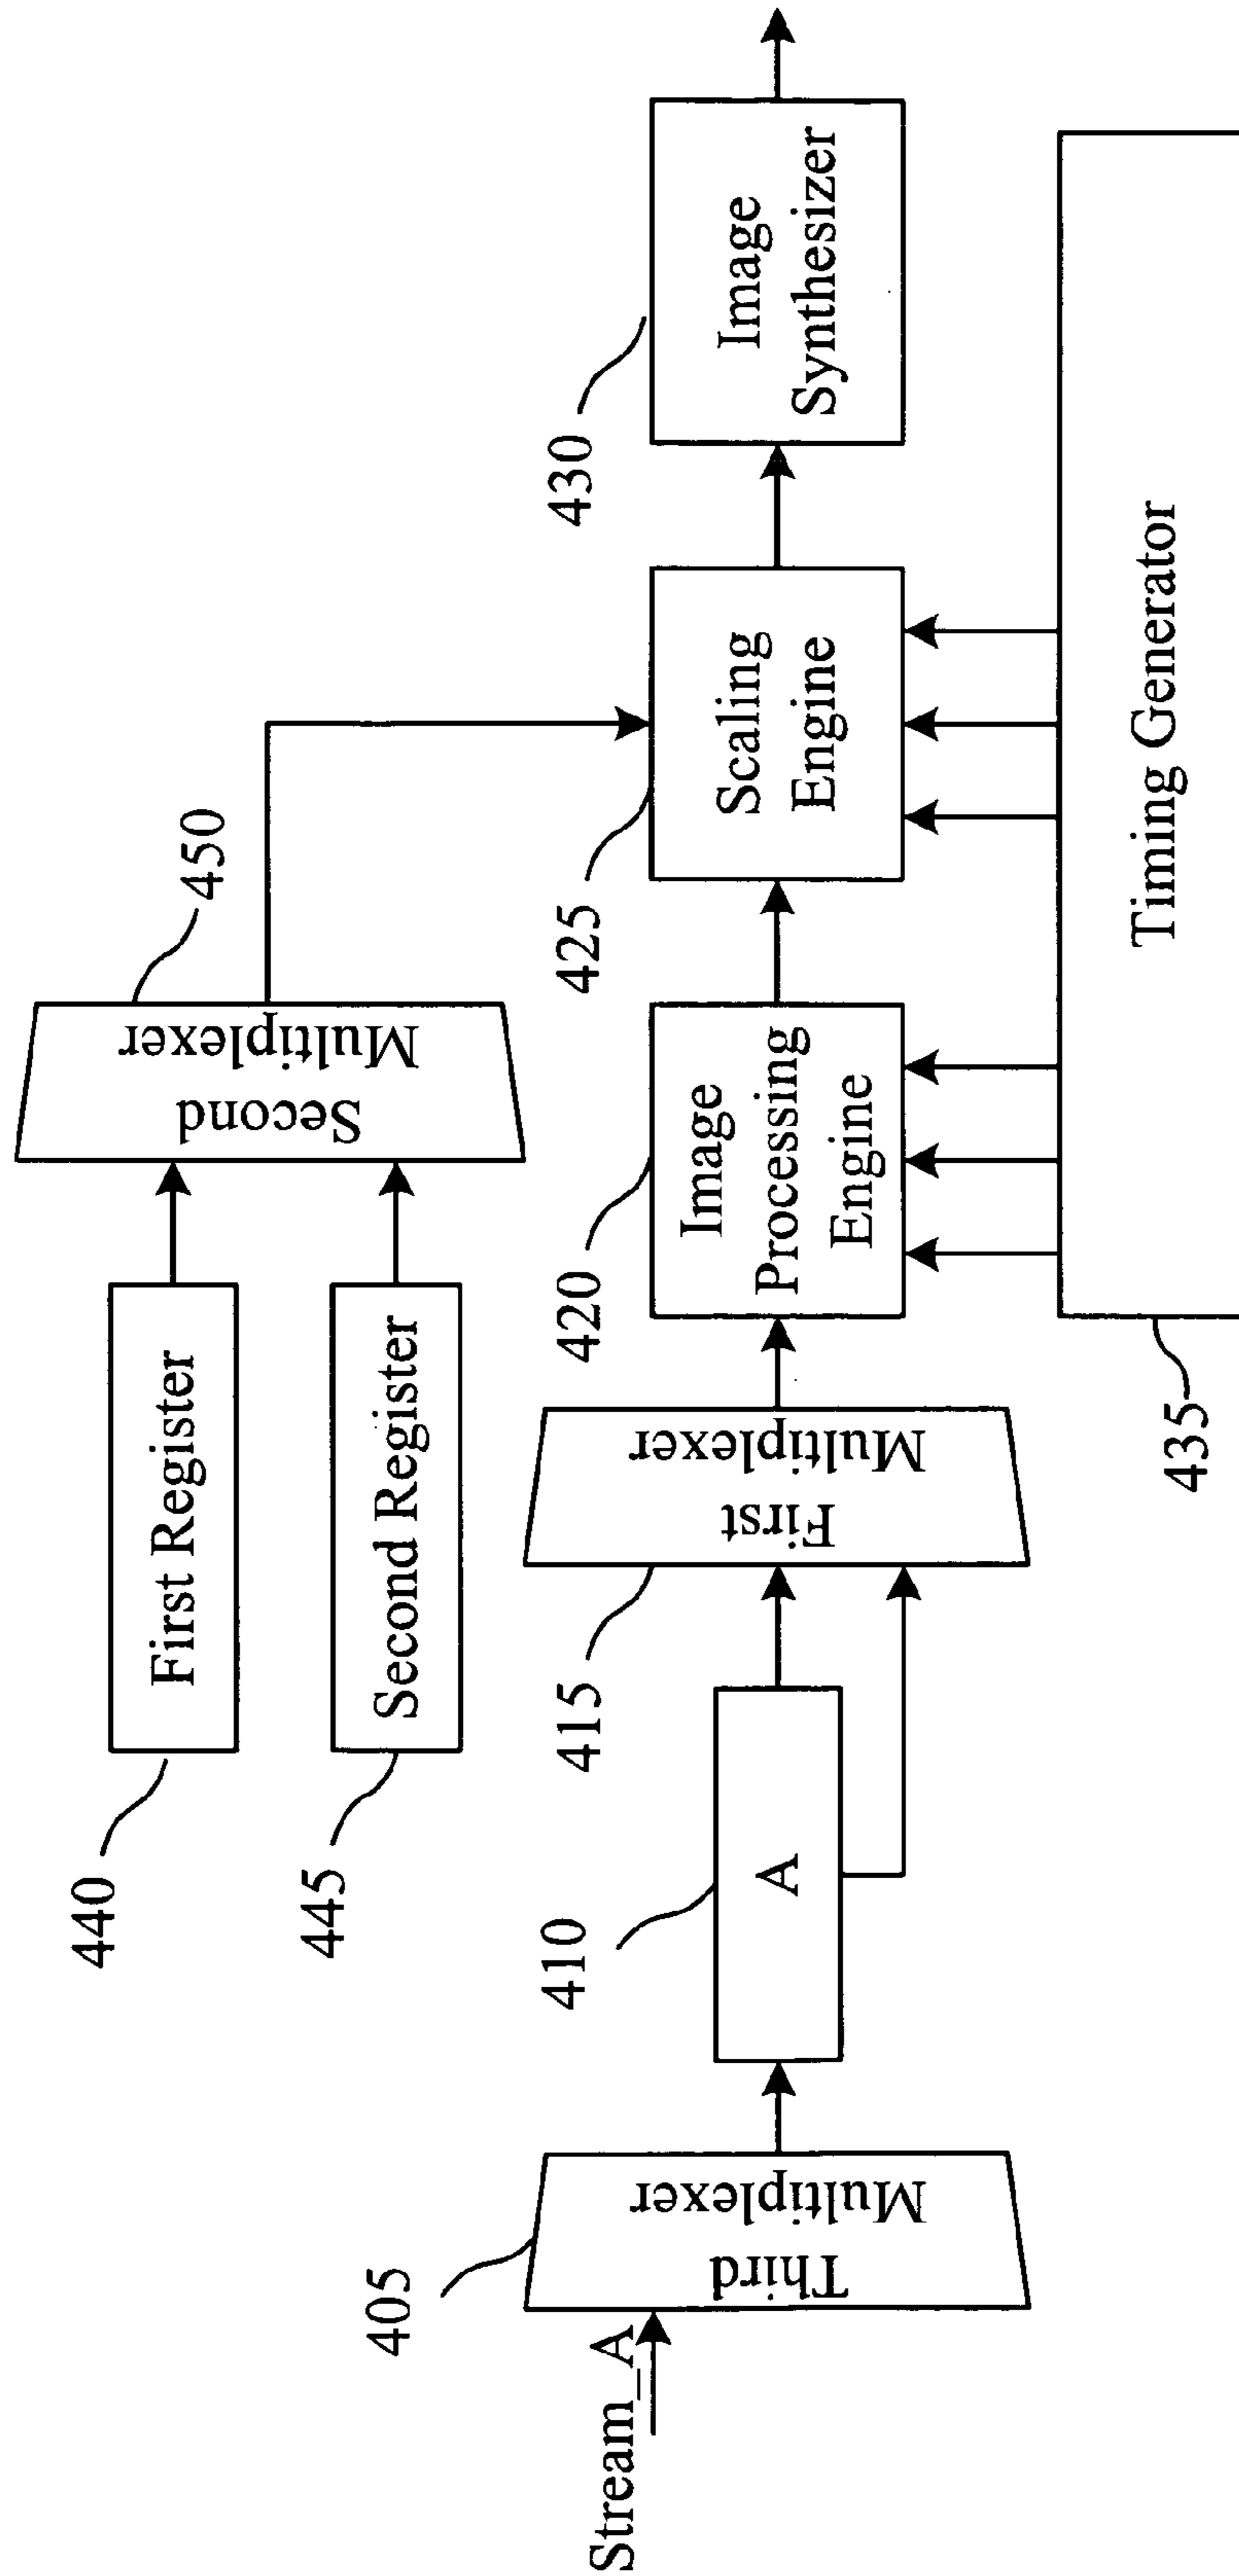 440
First Register
445
Second Register
Second
Multiplexer
450
Stream_A
405
Third
Multiplexer
410
A
415
First
Multiplexer
420
Image
Processing
Engine
425
Scaling
Engine
430
Image
Synthesizer
435
Timing Generator